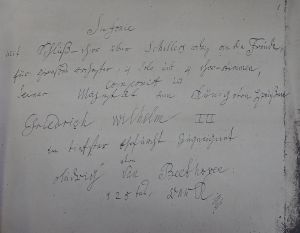 Sinfonie
mit Schluß-chor über Schillers ode, an die Freude,
für großes orchester, 4 Solo und 4 chor-stimmen,
componirt und
seiner Majestät dem König von Preußen
Friedrich Wilhelm III
in tiefster Ehrfurcht zugeeignet
von
Ludwig van Beethoven
125tes Werk